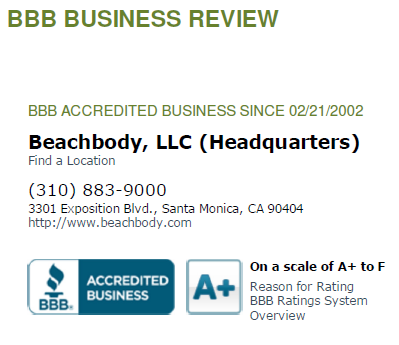 BBB BUSINESS REVIEW
BBB ACCREDITED BUSINESS SINCE 02/21/2002
Beachbody, LLC (Headquarters)
Find a Location
(310) 883-9000
3301 Exposition Blvd., Santa Monica, CA 90404
http://www.beachbody.com
BBB.
ACCREDITED
BUSINESS
A+
On a scale of A+ to F
Reason for Rating
BBB Ratings System
Overview